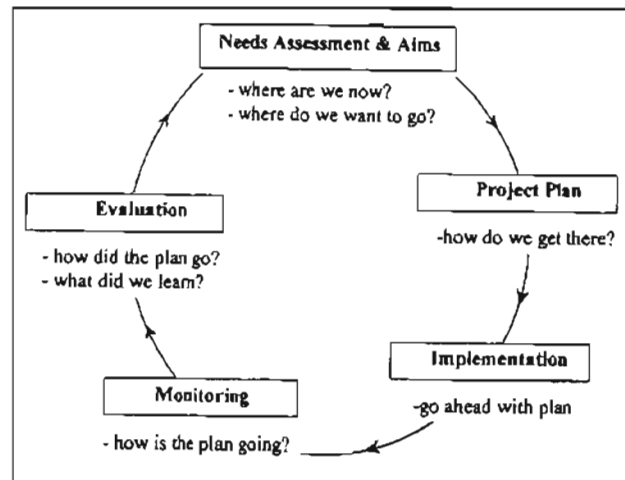 Needs Assessment & Aims
- where are we now?
- where do we want to go?
Project Plan
-how do we get there?
Implementation
-go ahead with plan
Monitoring
- how is the plan going?
Evaluation
- how did the plan go?
- what did we learn?